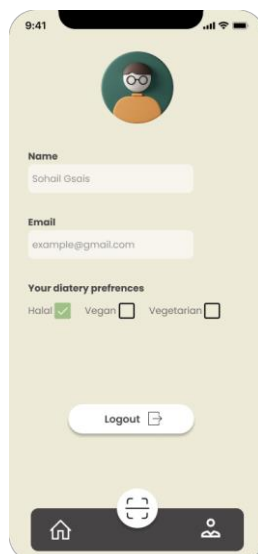 9:41
Name
Sohail Gsais
Email
example@gmail.com
Your diatery prefrences
Halal Vegan Vegetarian
Logout